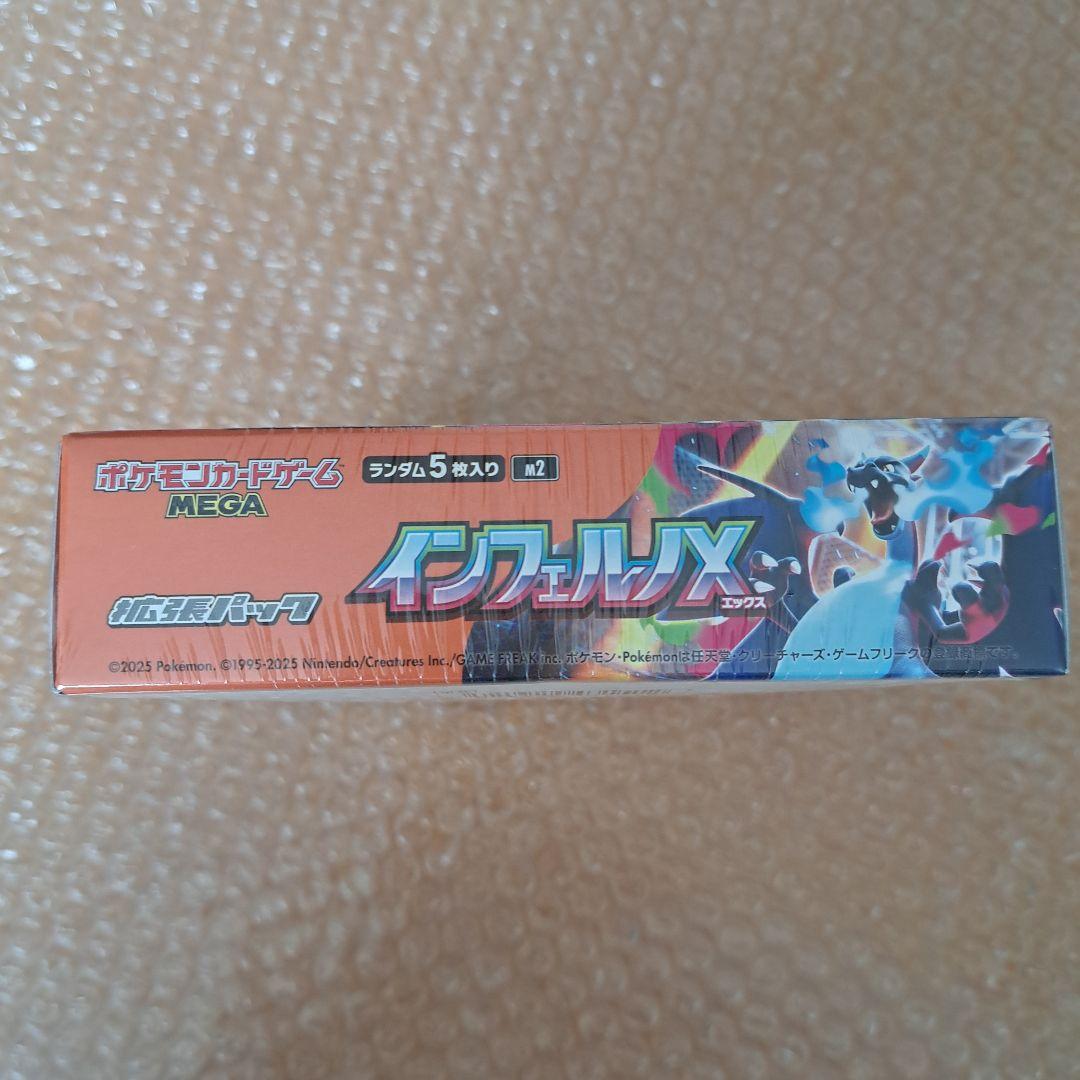 ポケモンカードゲーム™
MEGA
ランダム5枚入り M2
インフェルノX
エックス
拡張パック
©2025 Pokémon. ©1995-2025 Nintendo/Creatures Inc./GAME FREAK inc. ポケモン・Pokémonは任天堂・クリーチャーズ・ゲームフリークの登録商標です。